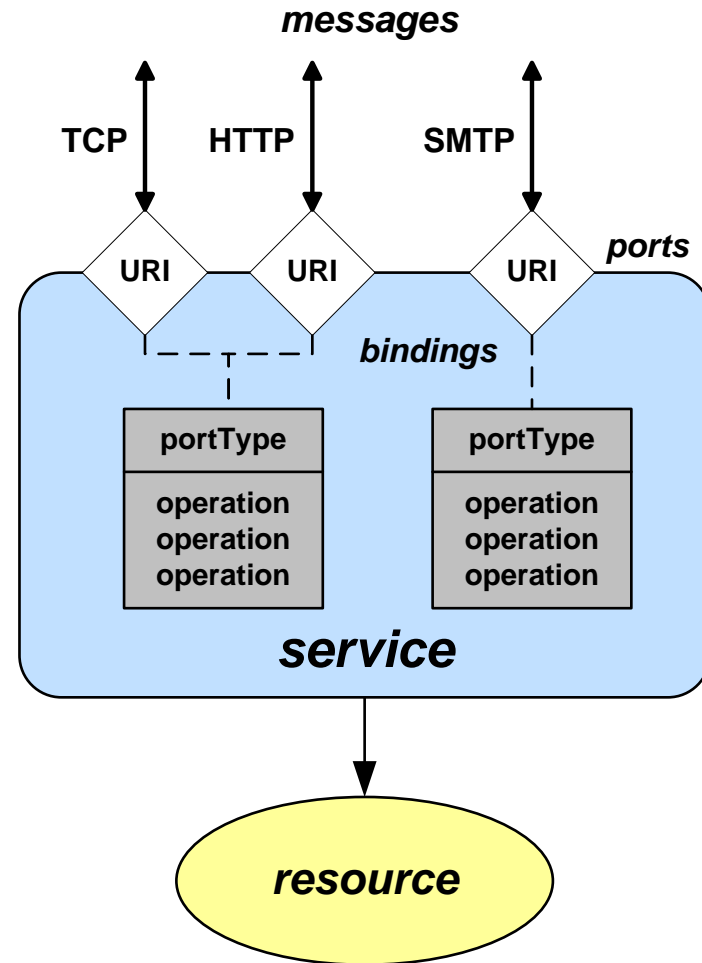 messages
TCP HTTP SMTP
URI URI URI ports
bindings
portType portType
operation operation
operation operation
operation operation
service
resource